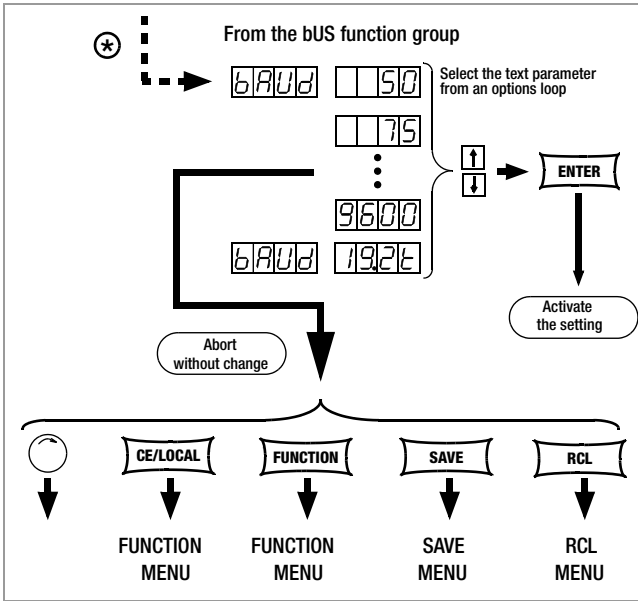 From the bUS function group
bAUd 50
Select the text parameter
from an options loop
75
ENTER
9600
bAUd 19.2t
Activate
the setting
Abort
without change
CE/LOCAL FUNCTION SAVE RCL
FUNCTION FUNCTION SAVE RCL
MENU MENU MENU MENU